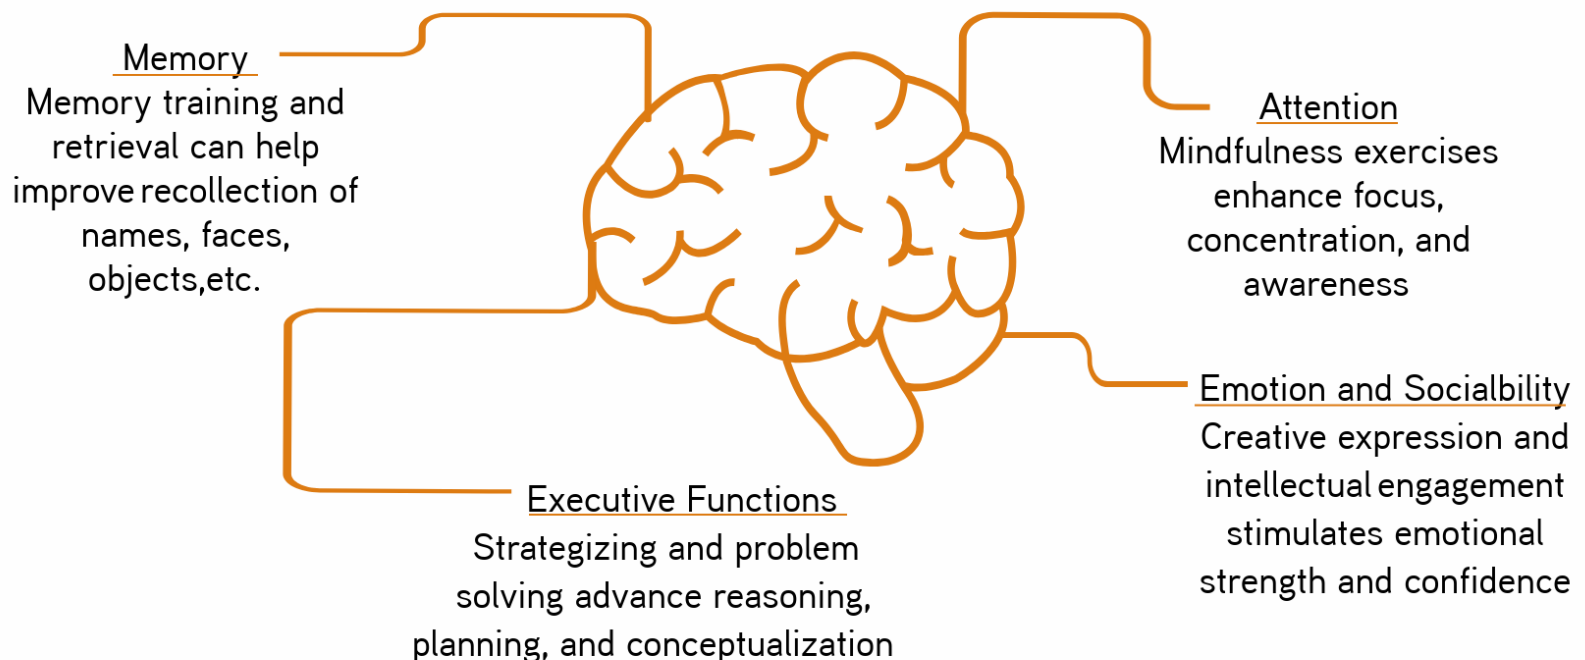 Memory
Memory training and
retrieval can help
improve recollection of
names, faces,
objects,etc.
Attention
Mindfulness exercises
enhance focus,
concentration, and
awareness
Emotion and Socialbility
Creative expression and
intellectual engagement
stimulates emotional
strength and confidence
Executive Functions
Strategizing and problem
solving advance reasoning,
planning, and conceptualization